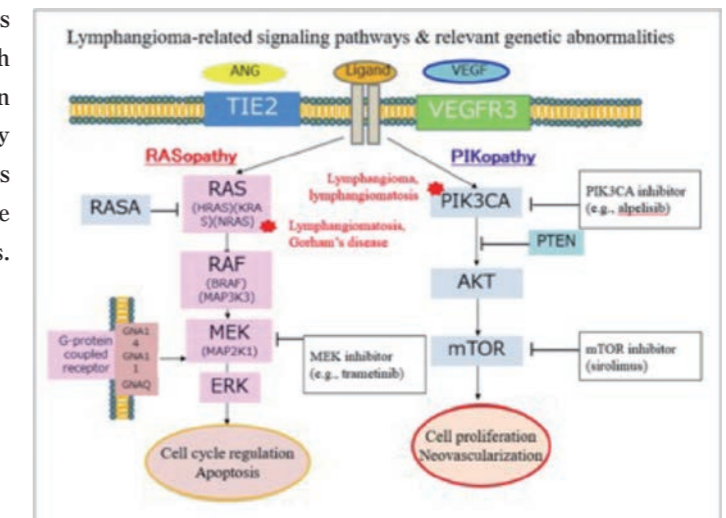 s
h
n
y
s
e
s.
Lymphangioma-related signaling pathways & relevant genetic abnormalities
ANG
Ligand
VEGF
TIE2
VEGFR3
RASopathy
PIKopathy
RASA
RAS
(HRAS)(KRA
S)(NRAS)
Lymphangioma,
lymphangiomatosis
PIK3CA
PIK3CA inhibitor
(e.g., alpelisib)
Lymphangiomatosis,
Gorham's disease
PTEN
RAF
(BRAF)
(MAP3K3)
AKT
G-protein
coupled
receptor
GNA1
4
GNA1
1
GNAQ
MEK
(MAP2K1)
MEK inhibitor
(e.g., trametinib)
mTOR
mTOR inhibitor
(sirolimus)
ERK
Cell cycle regulation
Apoptosis
Cell proliferation
Neovascularization